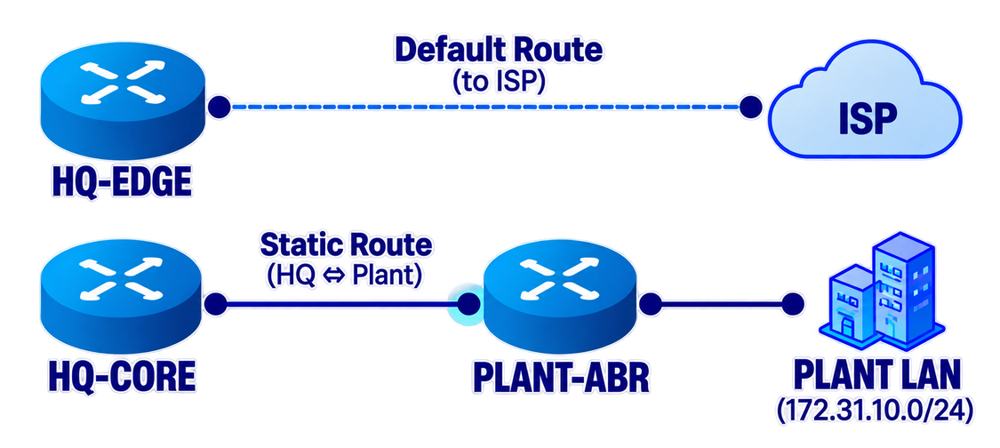 Default Route
(to ISP)
ISP
HQ-EDGE
Static Route
(HQ ⇔ Plant)
HQ-CORE
PLANT-ABR
PLANT LAN
(172.31.10.0/24)